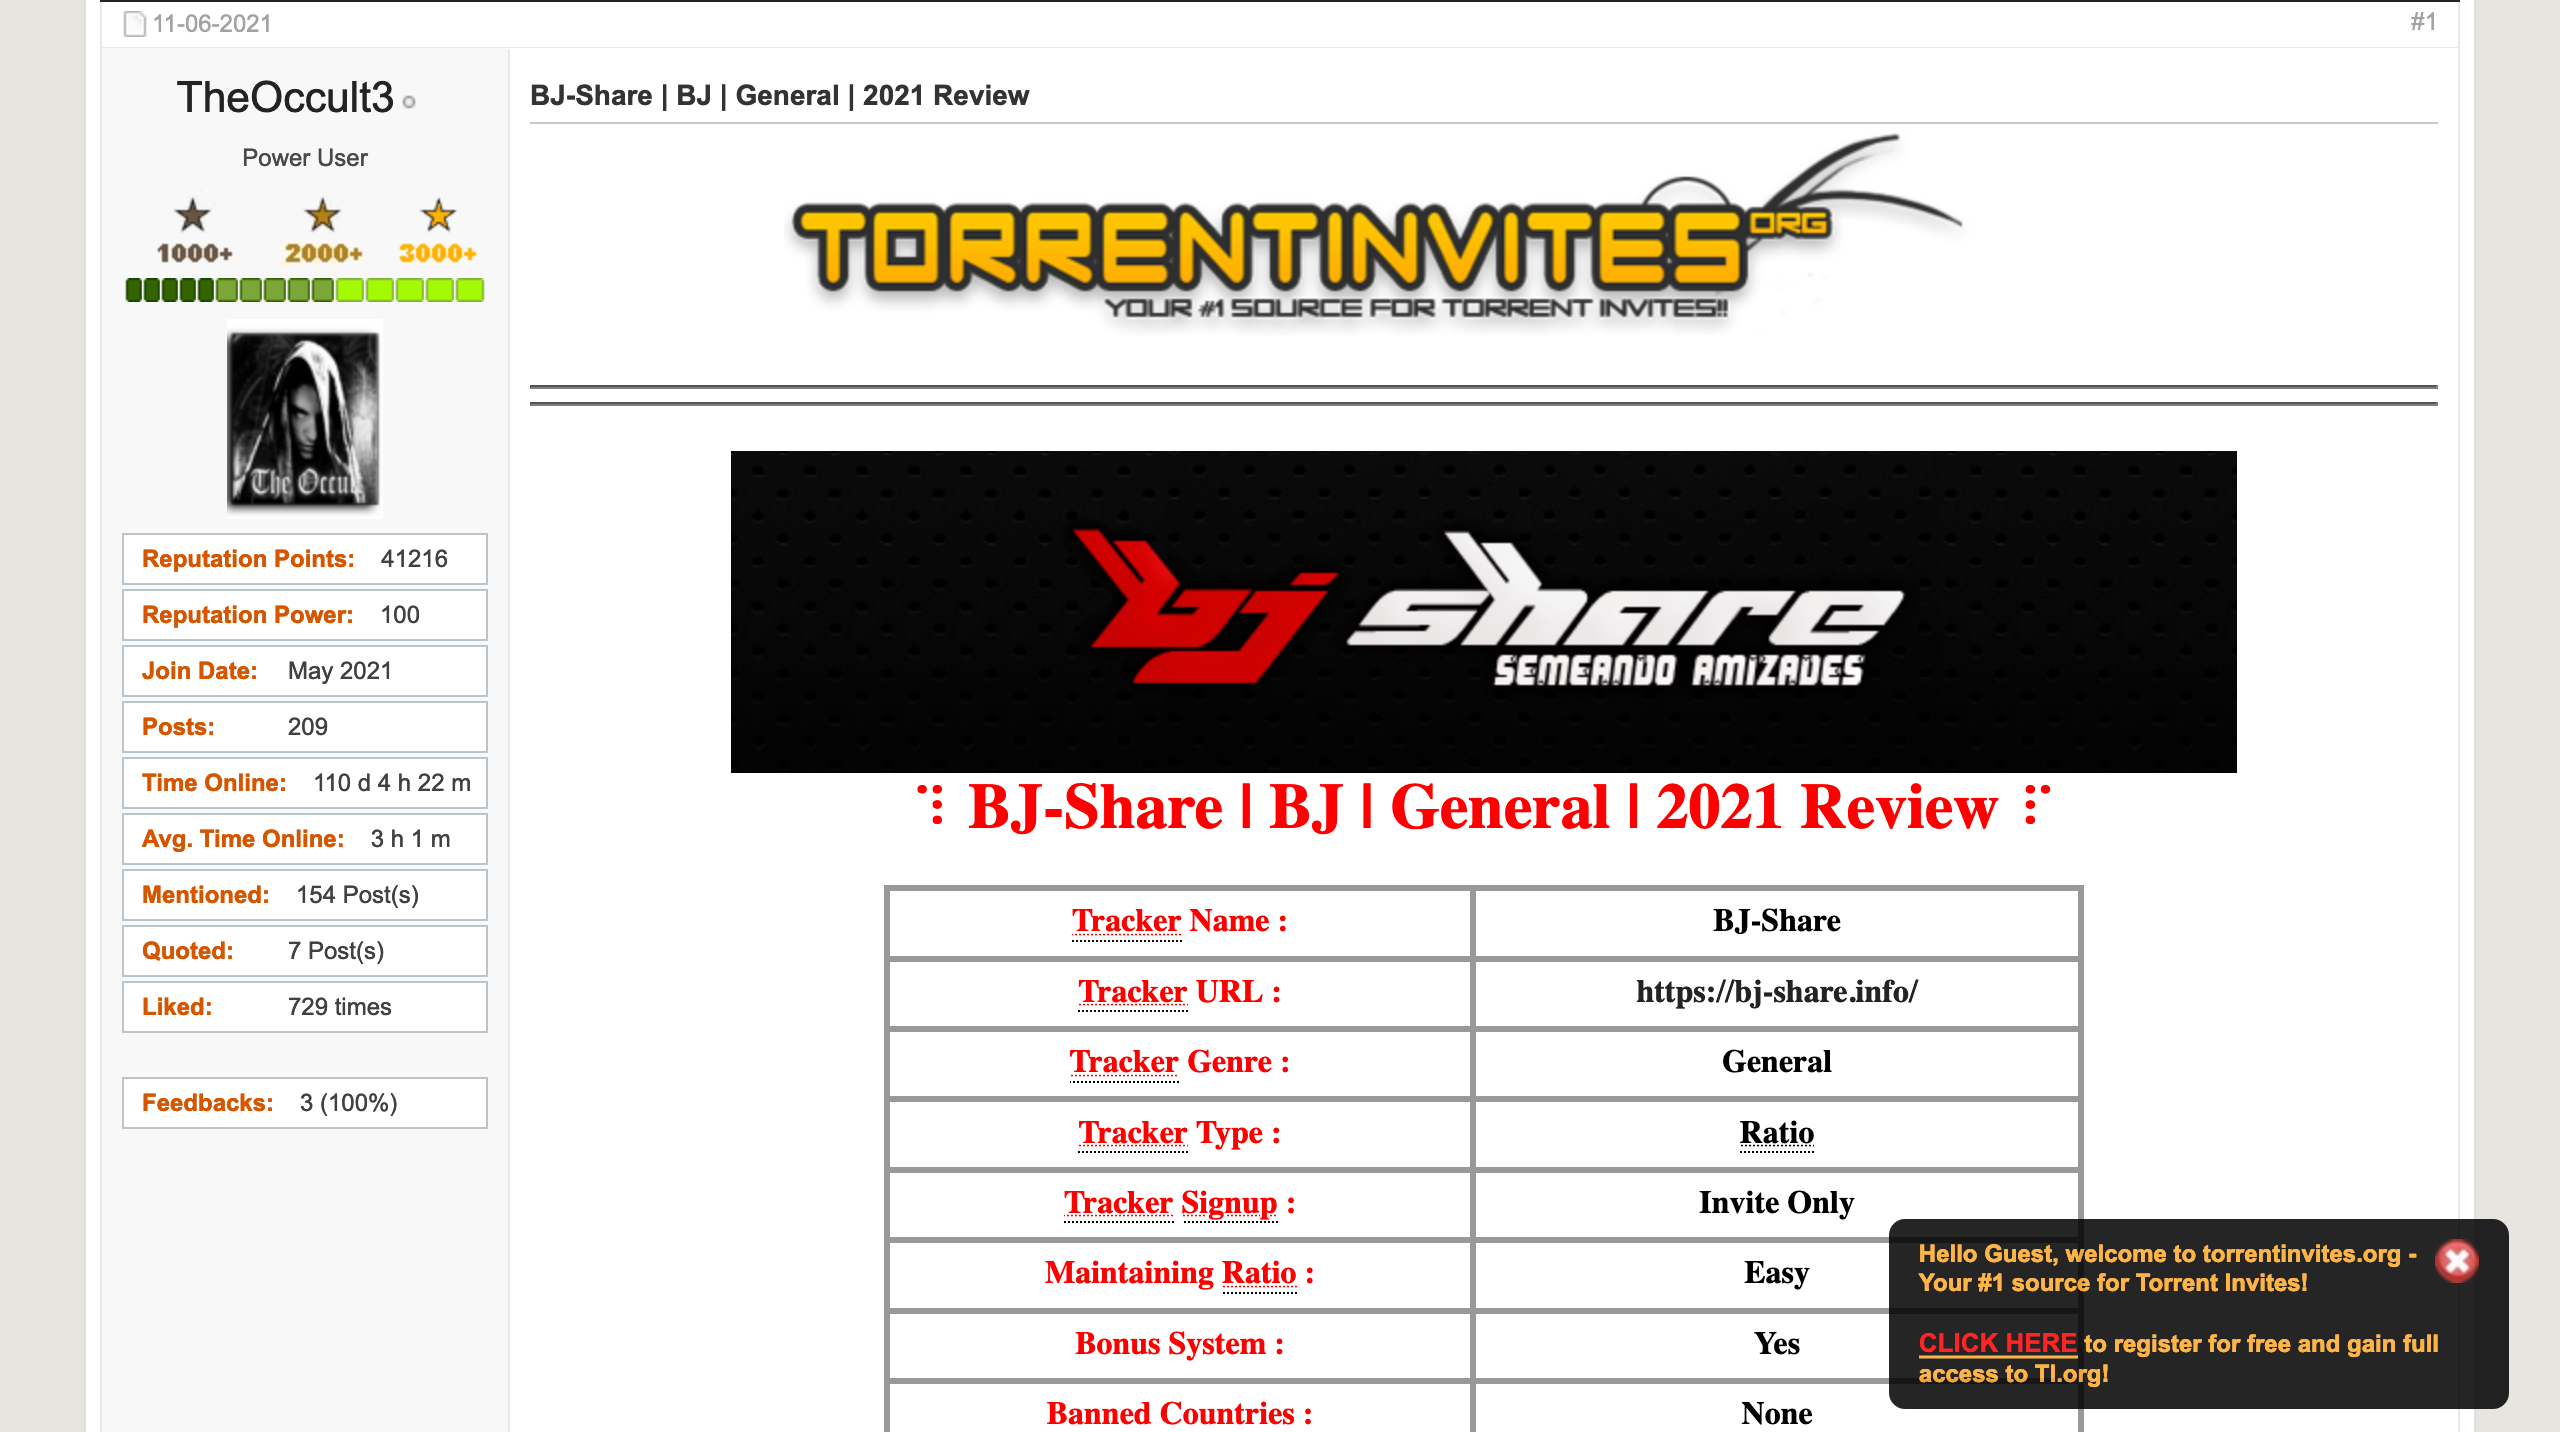 11-06-2021
#1
TheOccult3
Power User
1000+ 2000+ 3000+
The Occult
Reputation Points: 41216
Reputation Power: 100
Join Date: May 2021
Posts: 209
Time Online: 110 d 4 h 22 m
Avg. Time Online: 3 h 1 m
Mentioned: 154 Post(s)
Quoted: 7 Post(s)
Liked: 729 times
Feedbacks: 3 (100%)
BJ-Share | BJ | General | 2021 Review
TORRENTINVITES ORG
YOUR #1 SOURCE FOR TORRENT INVITES!!
bj share
SEMEANDO AMIZADES
BJ-Share | BJ | General | 2021 Review
Tracker Name : BJ-Share
Tracker URL : https://bj-share.info/
Tracker Genre : General
Tracker Type : Ratio
Tracker Signup : Invite Only
Maintaining Ratio : Easy
Bonus System : Yes
Banned Countries : None
Hello Guest, welcome to torrentinvites.org -
Your #1 source for Torrent Invites!
CLICK HERE to register for free and gain full
access to TI.org!